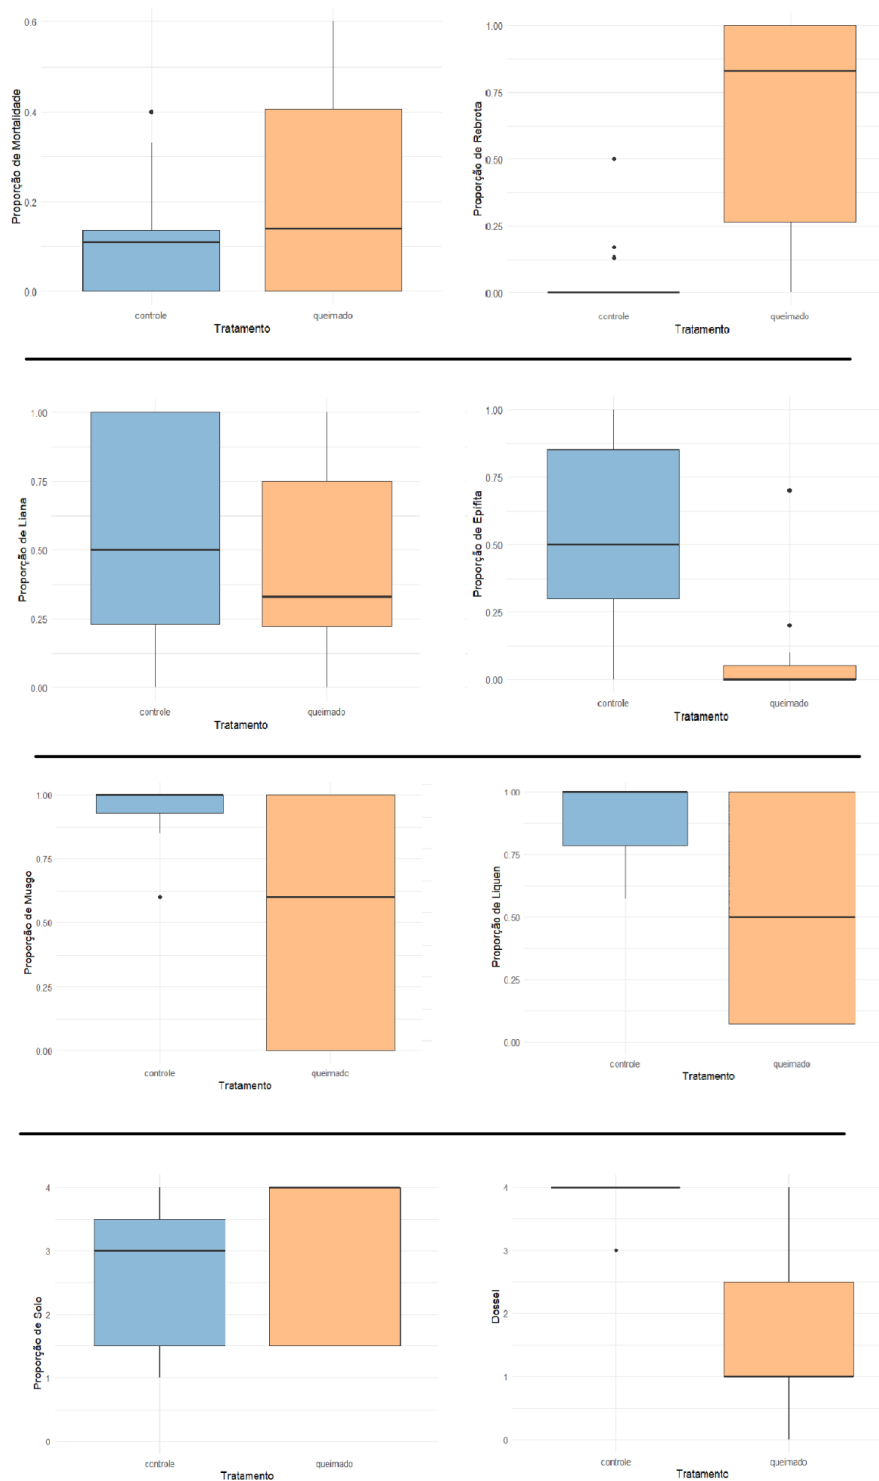 Proporção de Mortalidade
0.6
0.4
0.2
0.0
controle queimado
Tratamento
Proporção de Rebrota
1.00
0.75
0.50
0.25
0.00
controle queimado
Tratamento
Proporção de Liana
1.00
0.75
0.50
0.25
0.00
controle queimado
Tratamento
Proporção de Epífita
1.00
0.75
0.50
0.25
0.00
controle queimado
Tratamento
Proporção de Musgo
1.00
0.75
0.50
0.25
0.00
controle queimado
Tratamento
Proporção de Liquen
1.00
0.75
0.50
0.25
0.00
controle queimado
Tratamento
Proporção de Solo
4
3
2
1
0
controle queimado
Tratamento
Dossel
4
3
2
1
0
controle queimado
Tratamento